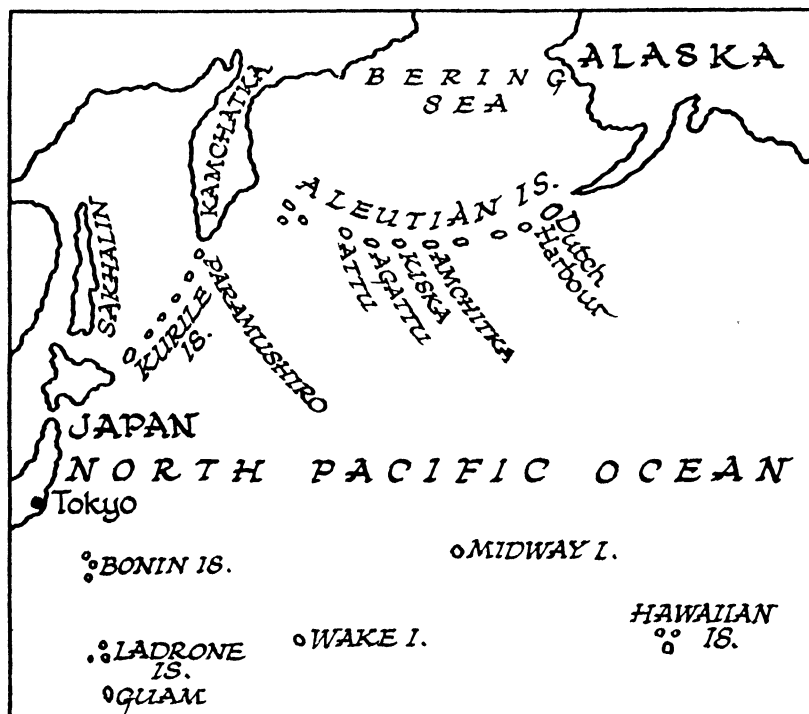 ALASKA
BERING
SEA
KAMCHATKA
ALEUTIAN IS.
Dutch
Harbour
SAKHALIN
ATTU
AGATTU
KISKA
AMCHITKA
PARAMUSHIRO
KURILE
IS.
JAPAN
NORTH PACIFIC OCEAN
Tokyo
BONIN IS.
MIDWAY I.
HAWAIIAN
IS.
WAKE I.
LADRONE
IS.
GUAM